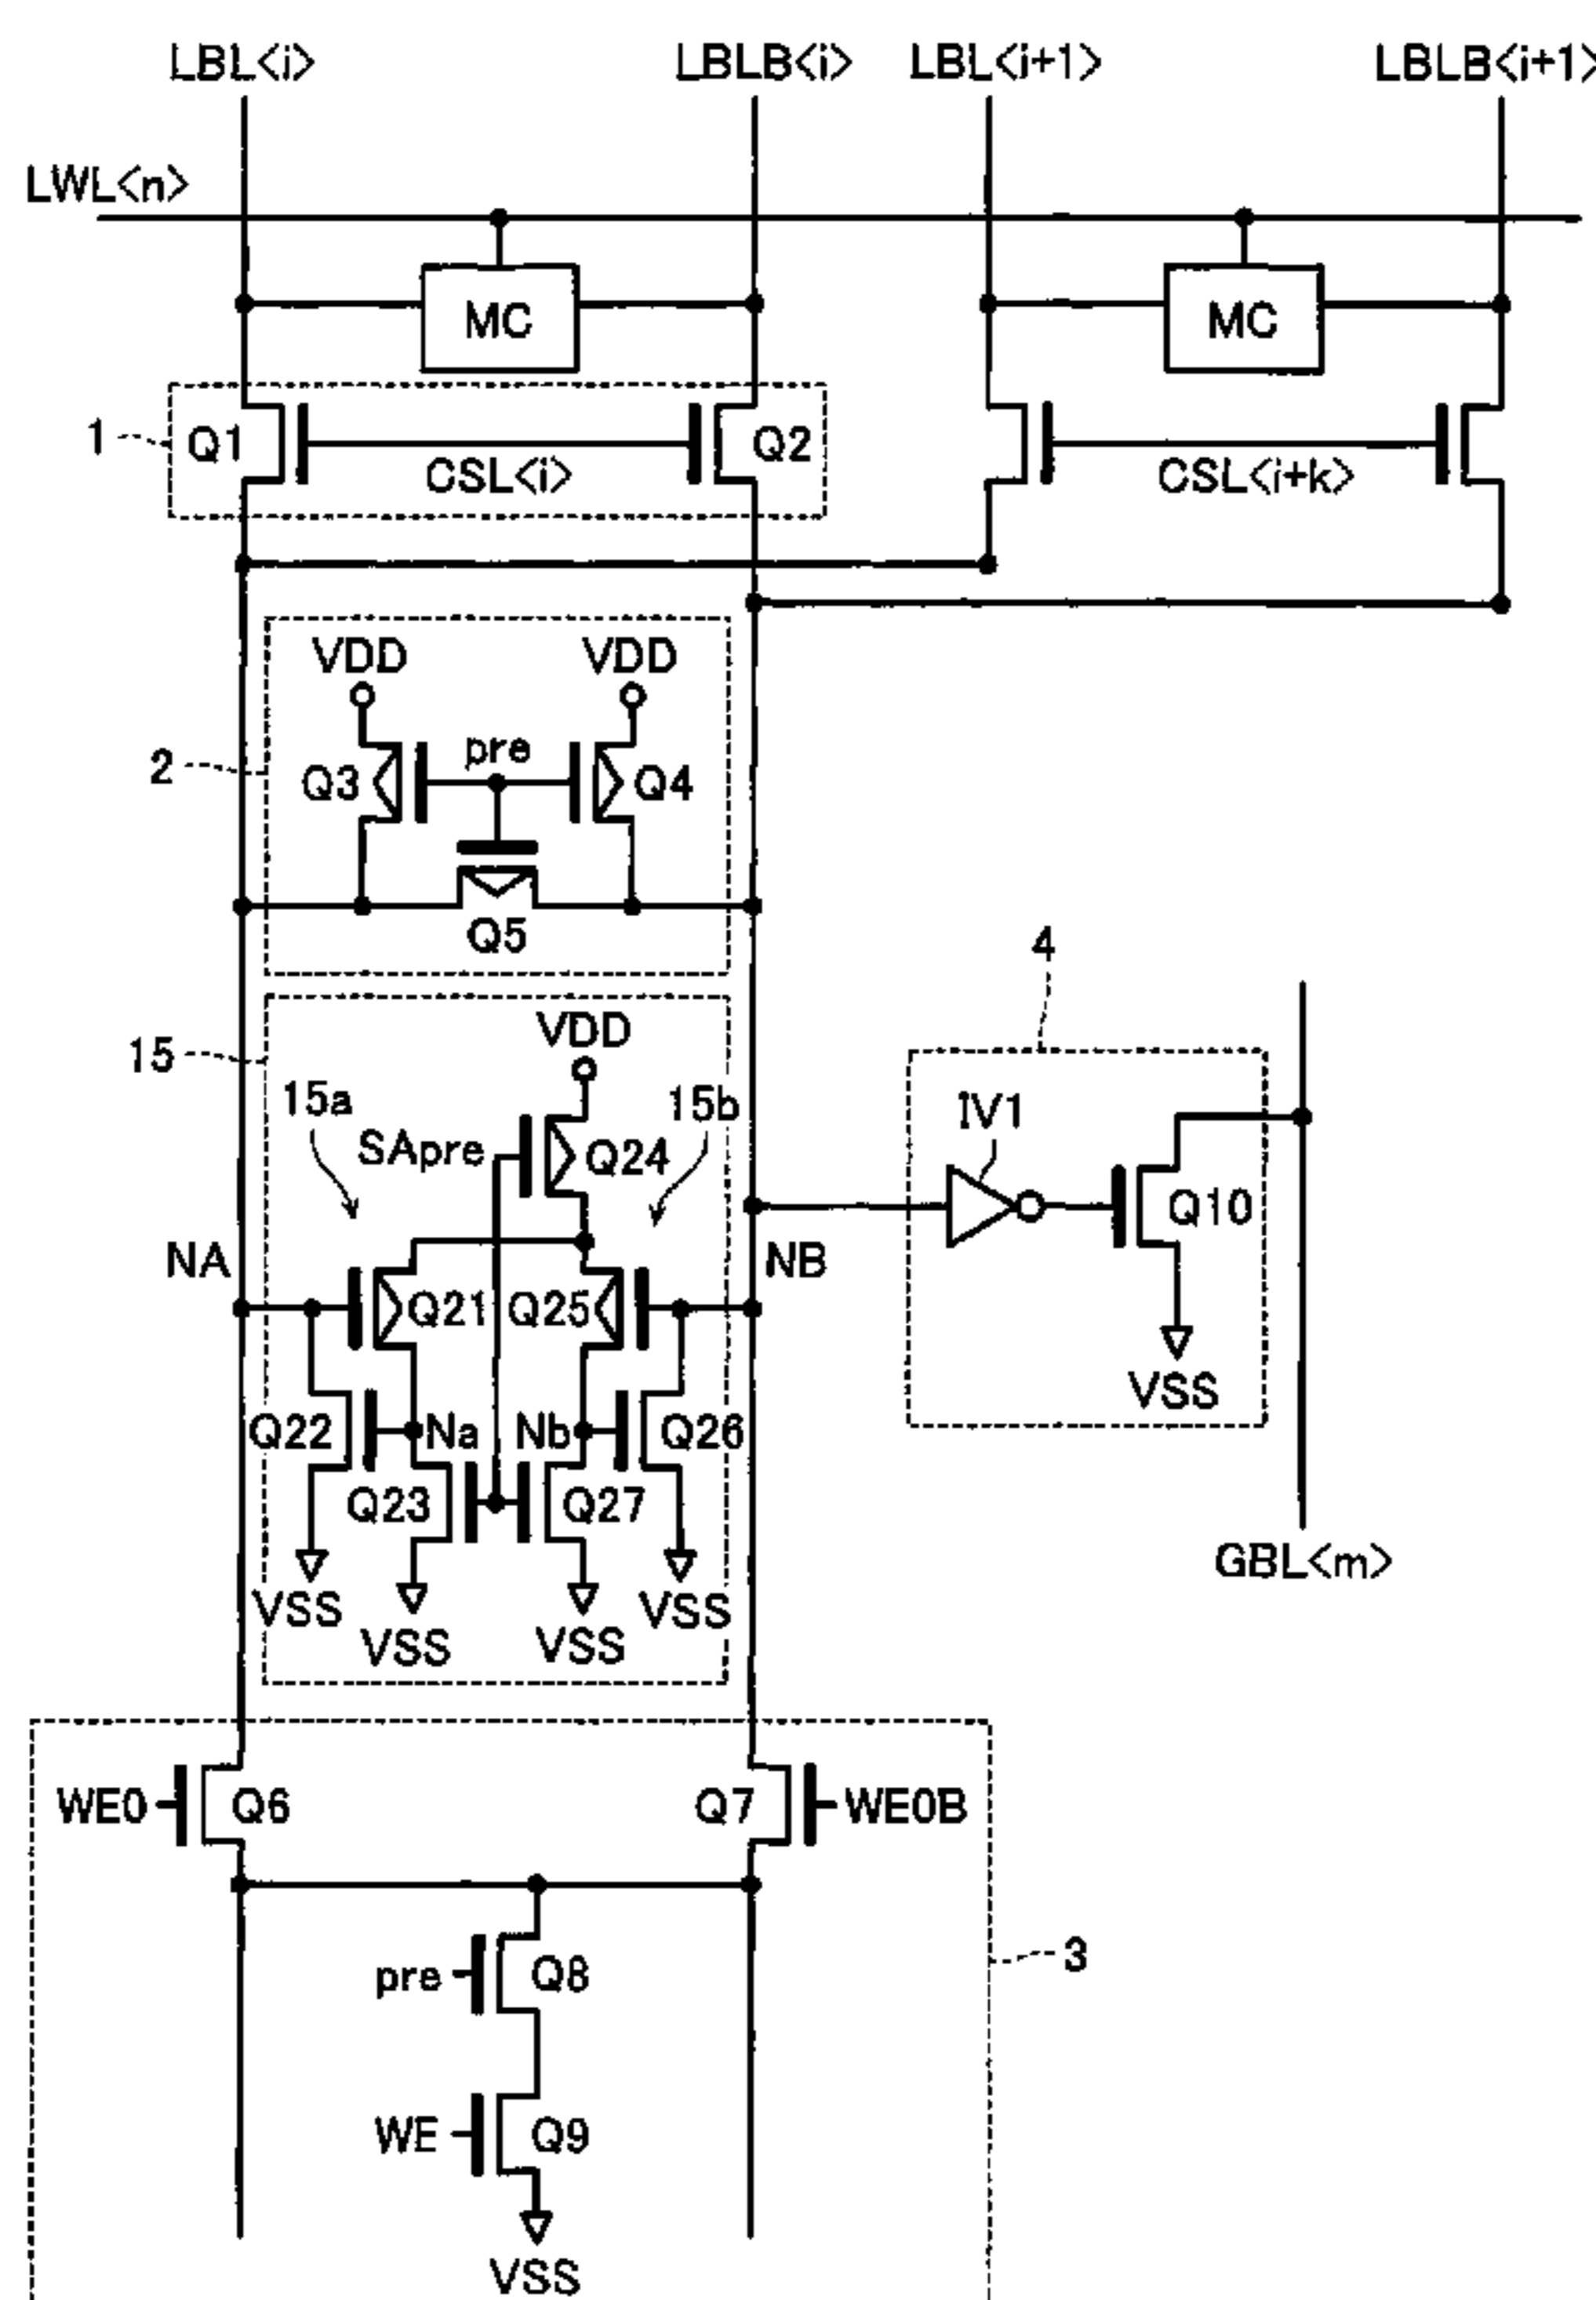 LBL<i> LBLB<i> LBL<i+1> LBLB<i+1>
LWL<n>
MC MC
1 Q1 CSL<i> Q2 CSL<i+k>
VDD VDD
2 Q3 pre Q4
Q5
4
15 VDD
15a 15b IV1
SApre Q24 Q10
NA Q21 Q25 NB
VSS
Q22 Na Nb Q26
Q23 Q27
GBL<m>
VSS VSS VSS VSS
WE0 Q6 Q7 WE0B
pre Q8 3
WE Q9
VSS